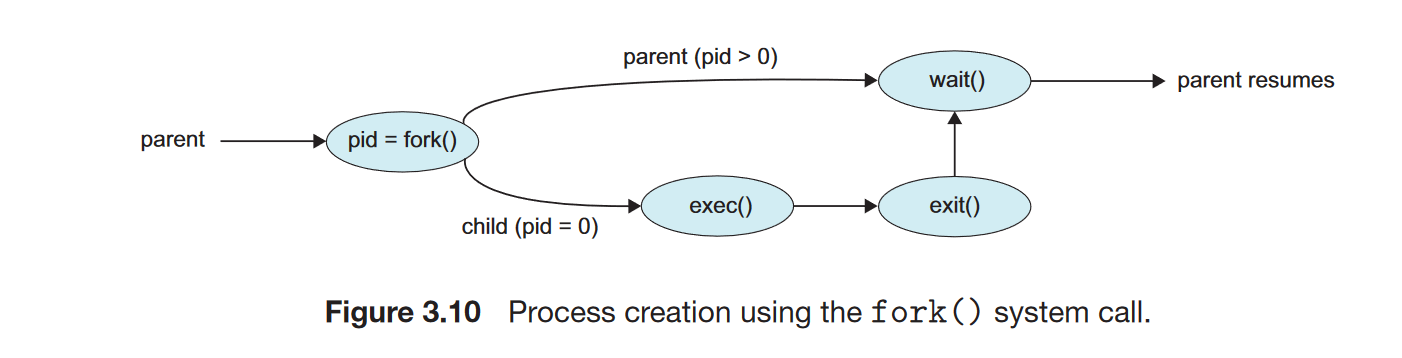 parent (pid > 0)
wait()
parent resumes
parent
pid = fork()
exec()
exit()
child (pid = 0)
Figure 3.10 Process creation using the fork() system call.